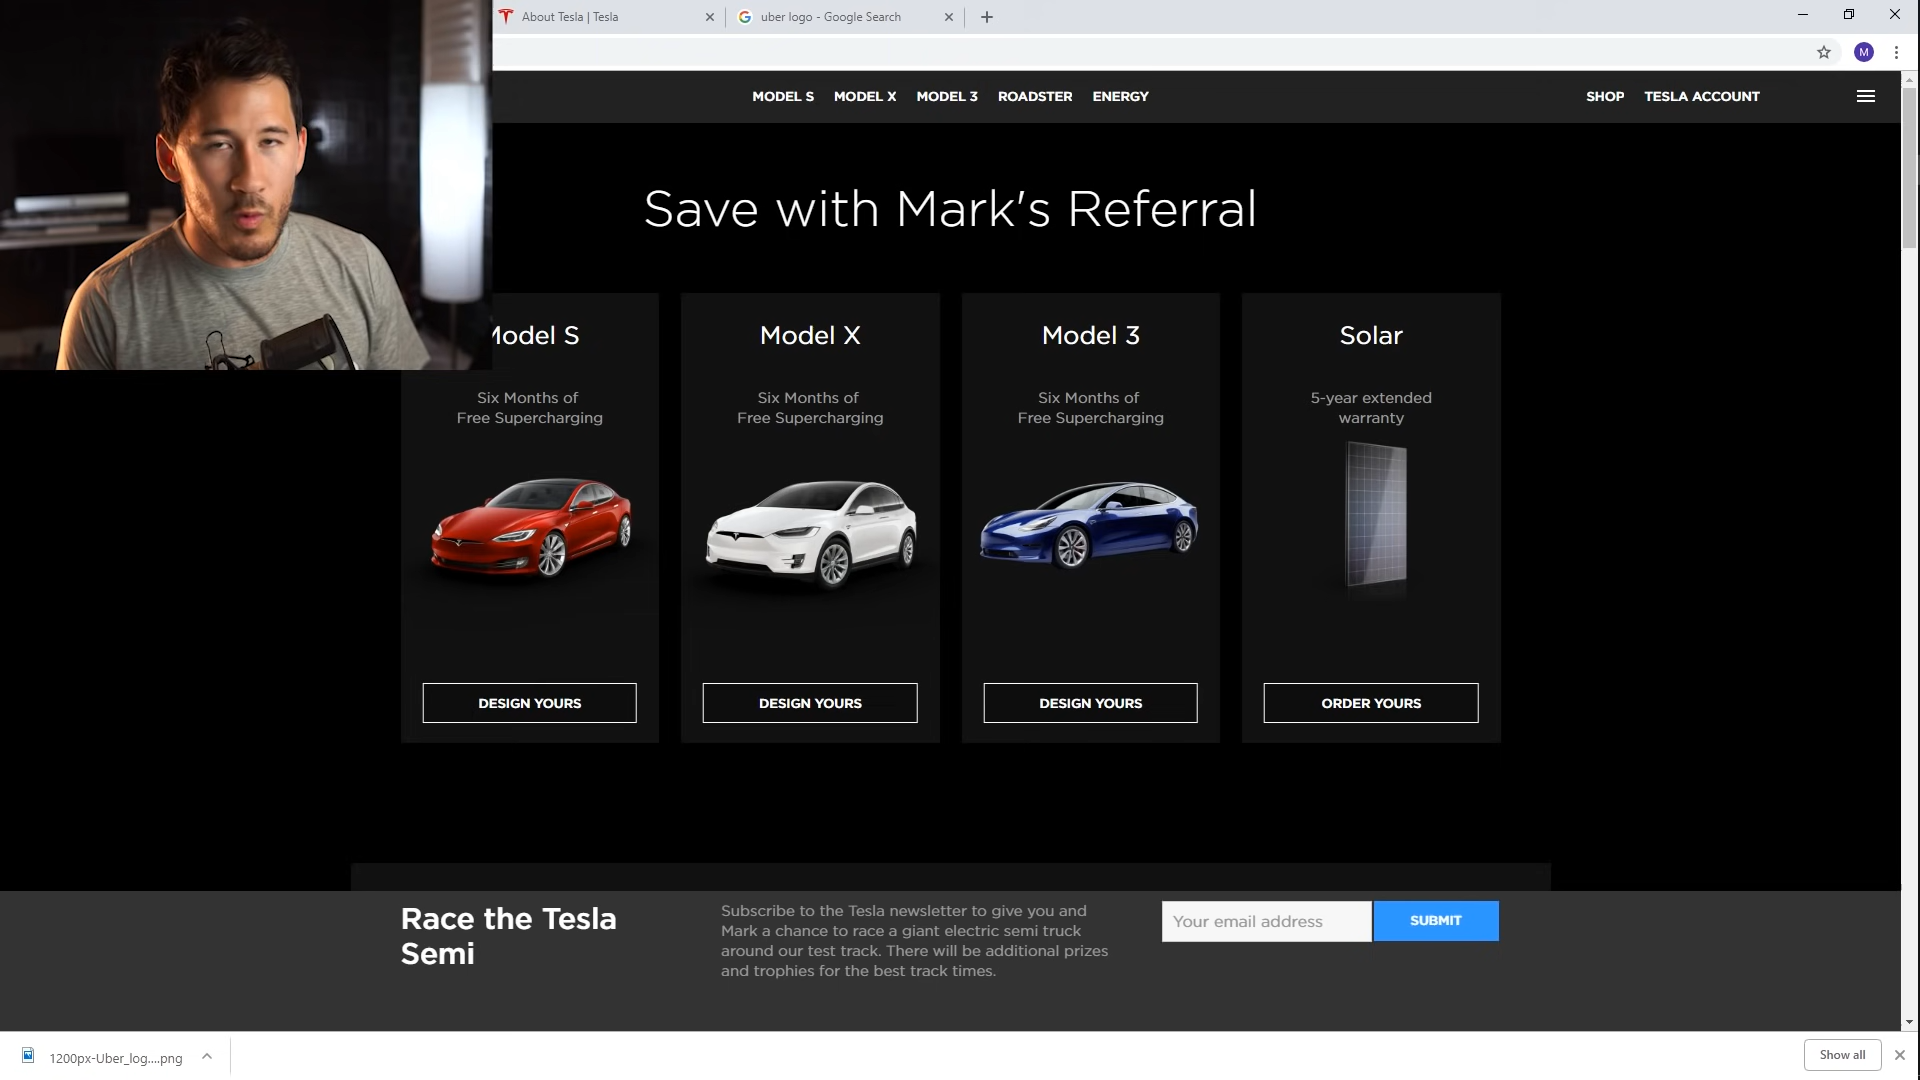 About Tesla | Tesla
uber logo - Google Search
M
MODEL S MODEL X MODEL 3 ROADSTER ENERGY
SHOP TESLA ACCOUNT
Save with Mark's Referral
Model S
Six Months of
Free Supercharging
DESIGN YOURS
Model X
Six Months of
Free Supercharging
DESIGN YOURS
Model 3
Six Months of
Free Supercharging
DESIGN YOURS
Solar
5-year extended
warranty
ORDER YOURS
Race the Tesla
Semi
Subscribe to the Tesla newsletter to give you and
Mark a chance to race a giant electric semi truck
around our test track. There will be additional prizes
and trophies for the best track times.
Your email address
SUBMIT
1200px-Uber_log....png
Show all